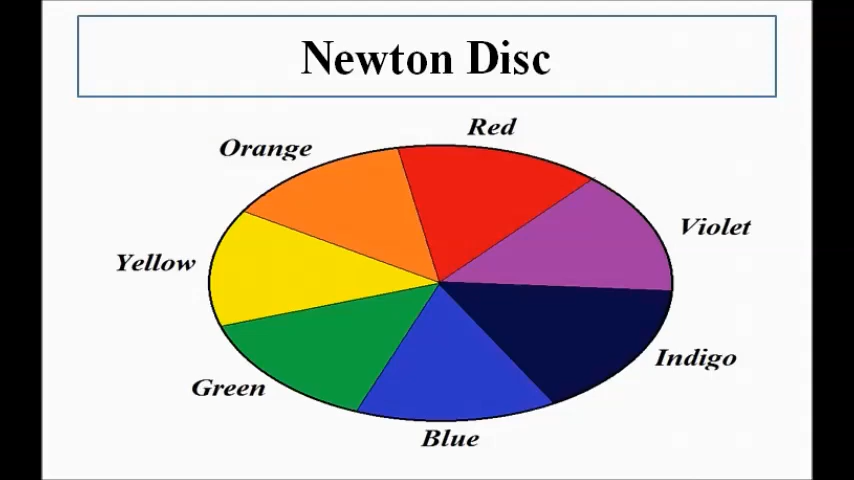 Newton Disc
Red
Orange
Violet
Yellow
Indigo
Green
Blue